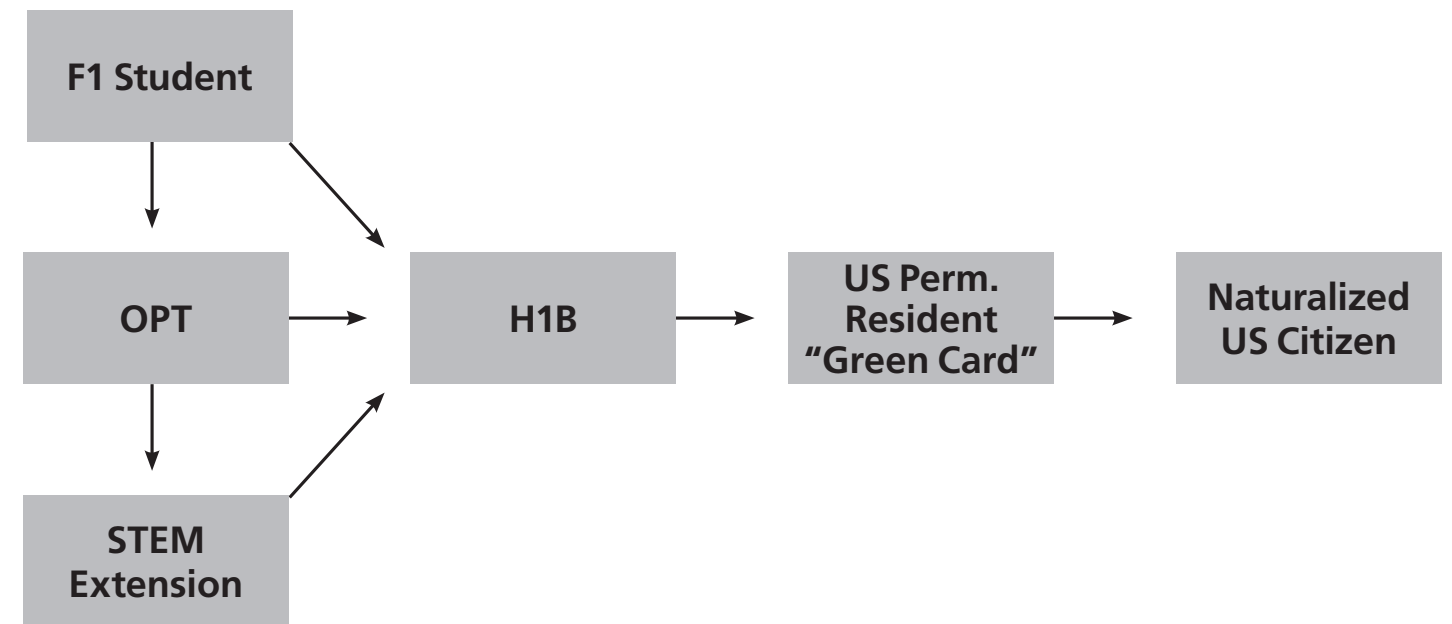 F1 Student
OPT
H1B
US Perm.
Resident
“Green Card”
Naturalized
US Citizen
STEM
Extension